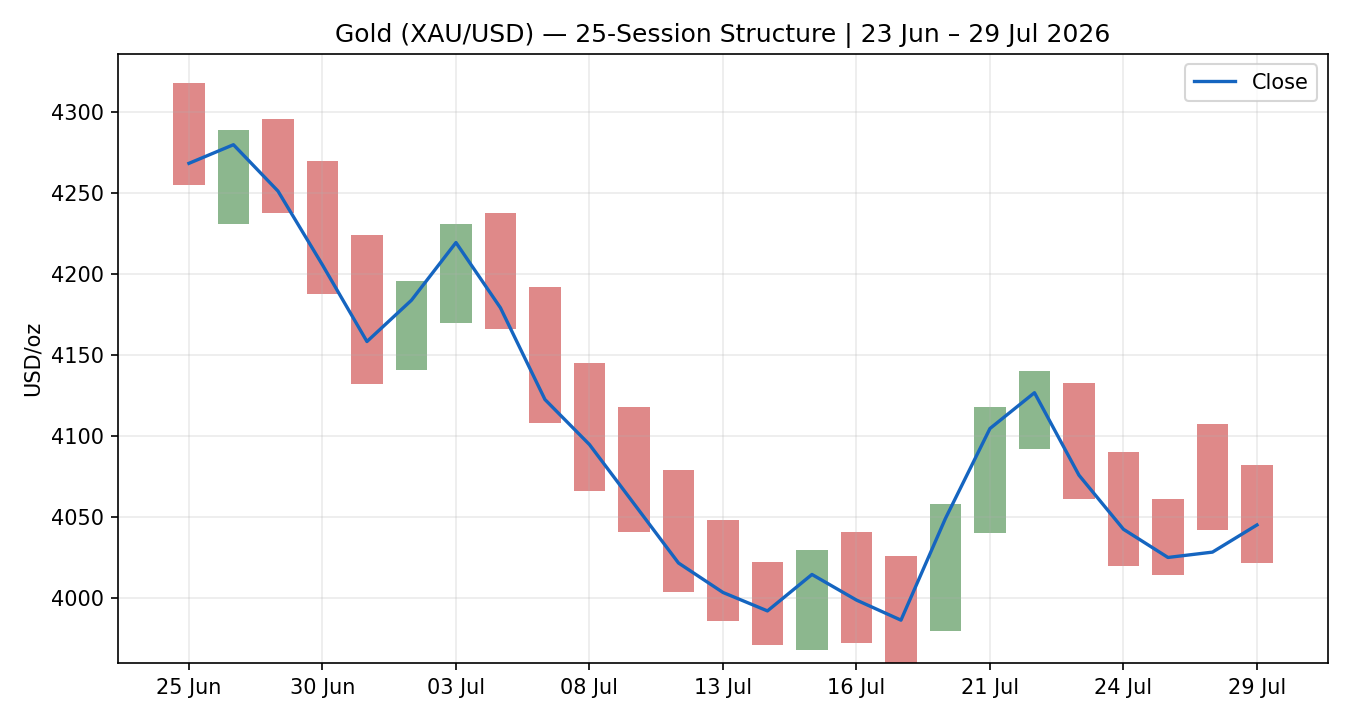 Gold (XAU/USD) — 25-Session Structure | 23 Jun – 29 Jul 2026
Close
4300
4250
4200
4150
4100
4050
4000
USD/oz
25 Jun 30 Jun 03 Jul 08 Jul 13 Jul 16 Jul 21 Jul 24 Jul 29 Jul